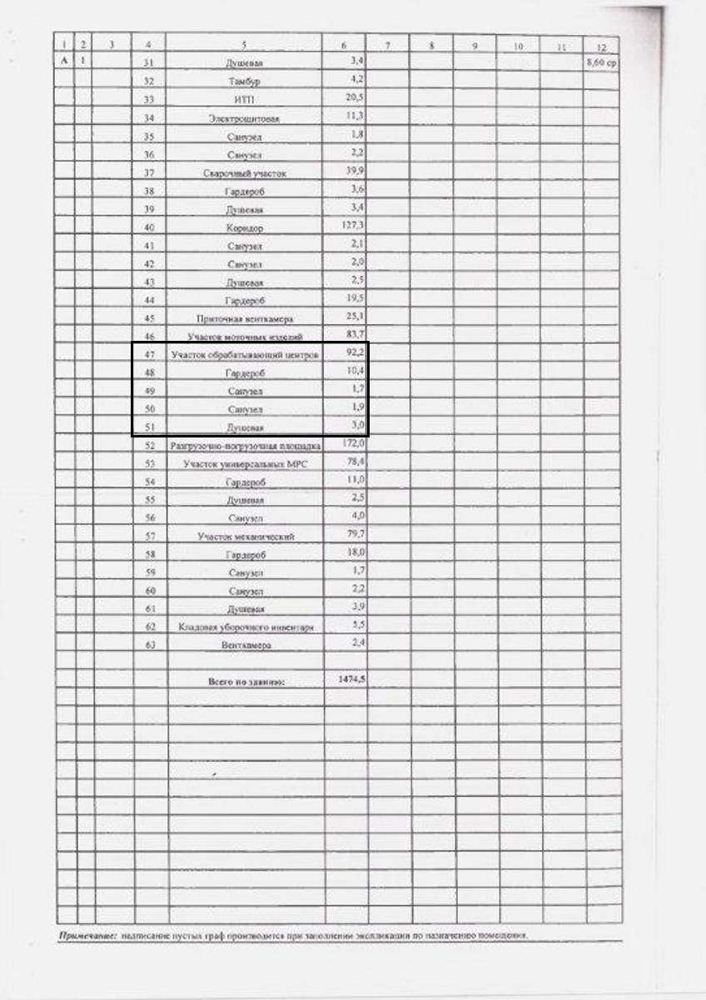 1 2 3 4 5 6 7 8 9 10 11 12
А 1 31 Душевая 3,4 8,60 ср
32 Тамбур 4,2
33 ИТП 20,5
34 Электрощитовая 11,3
35 Санузел 1,8
36 Санузел 2,2
37 Сварочный участок 39,9
38 Гардероб 3,6
39 Душевая 3,4
40 Коридор 127,3
41 Санузел 2,1
42 Санузел 2,0
43 Душевая 2,5
44 Гардероб 19,5
45 Приточная венткамера 25,1
46 Участок моточных изделий 83,7
47 Участок обрабатывающий центров 92,2
48 Гардероб 10,4
49 Санузел 1,7
50 Санузел 1,9
51 Душевая 3,0
52 Разгрузочно-погрузочная площадка 172,0
53 Участок универсальных МРС 78,4
54 Гардероб 11,0
55 Душевая 2,5
56 Санузел 4,0
57 Участок механический 79,7
58 Гардероб 18,0
59 Санузел 1,7
60 Санузел 2,2
61 Душевая 3,9
62 Кладовая уборочного инвентаря 5,5
63 Венткамера 2,4
Всего по зданию: 1474,5
Примечание: надписание пустых граф производится при заполнении экспликации по назначению помещения.